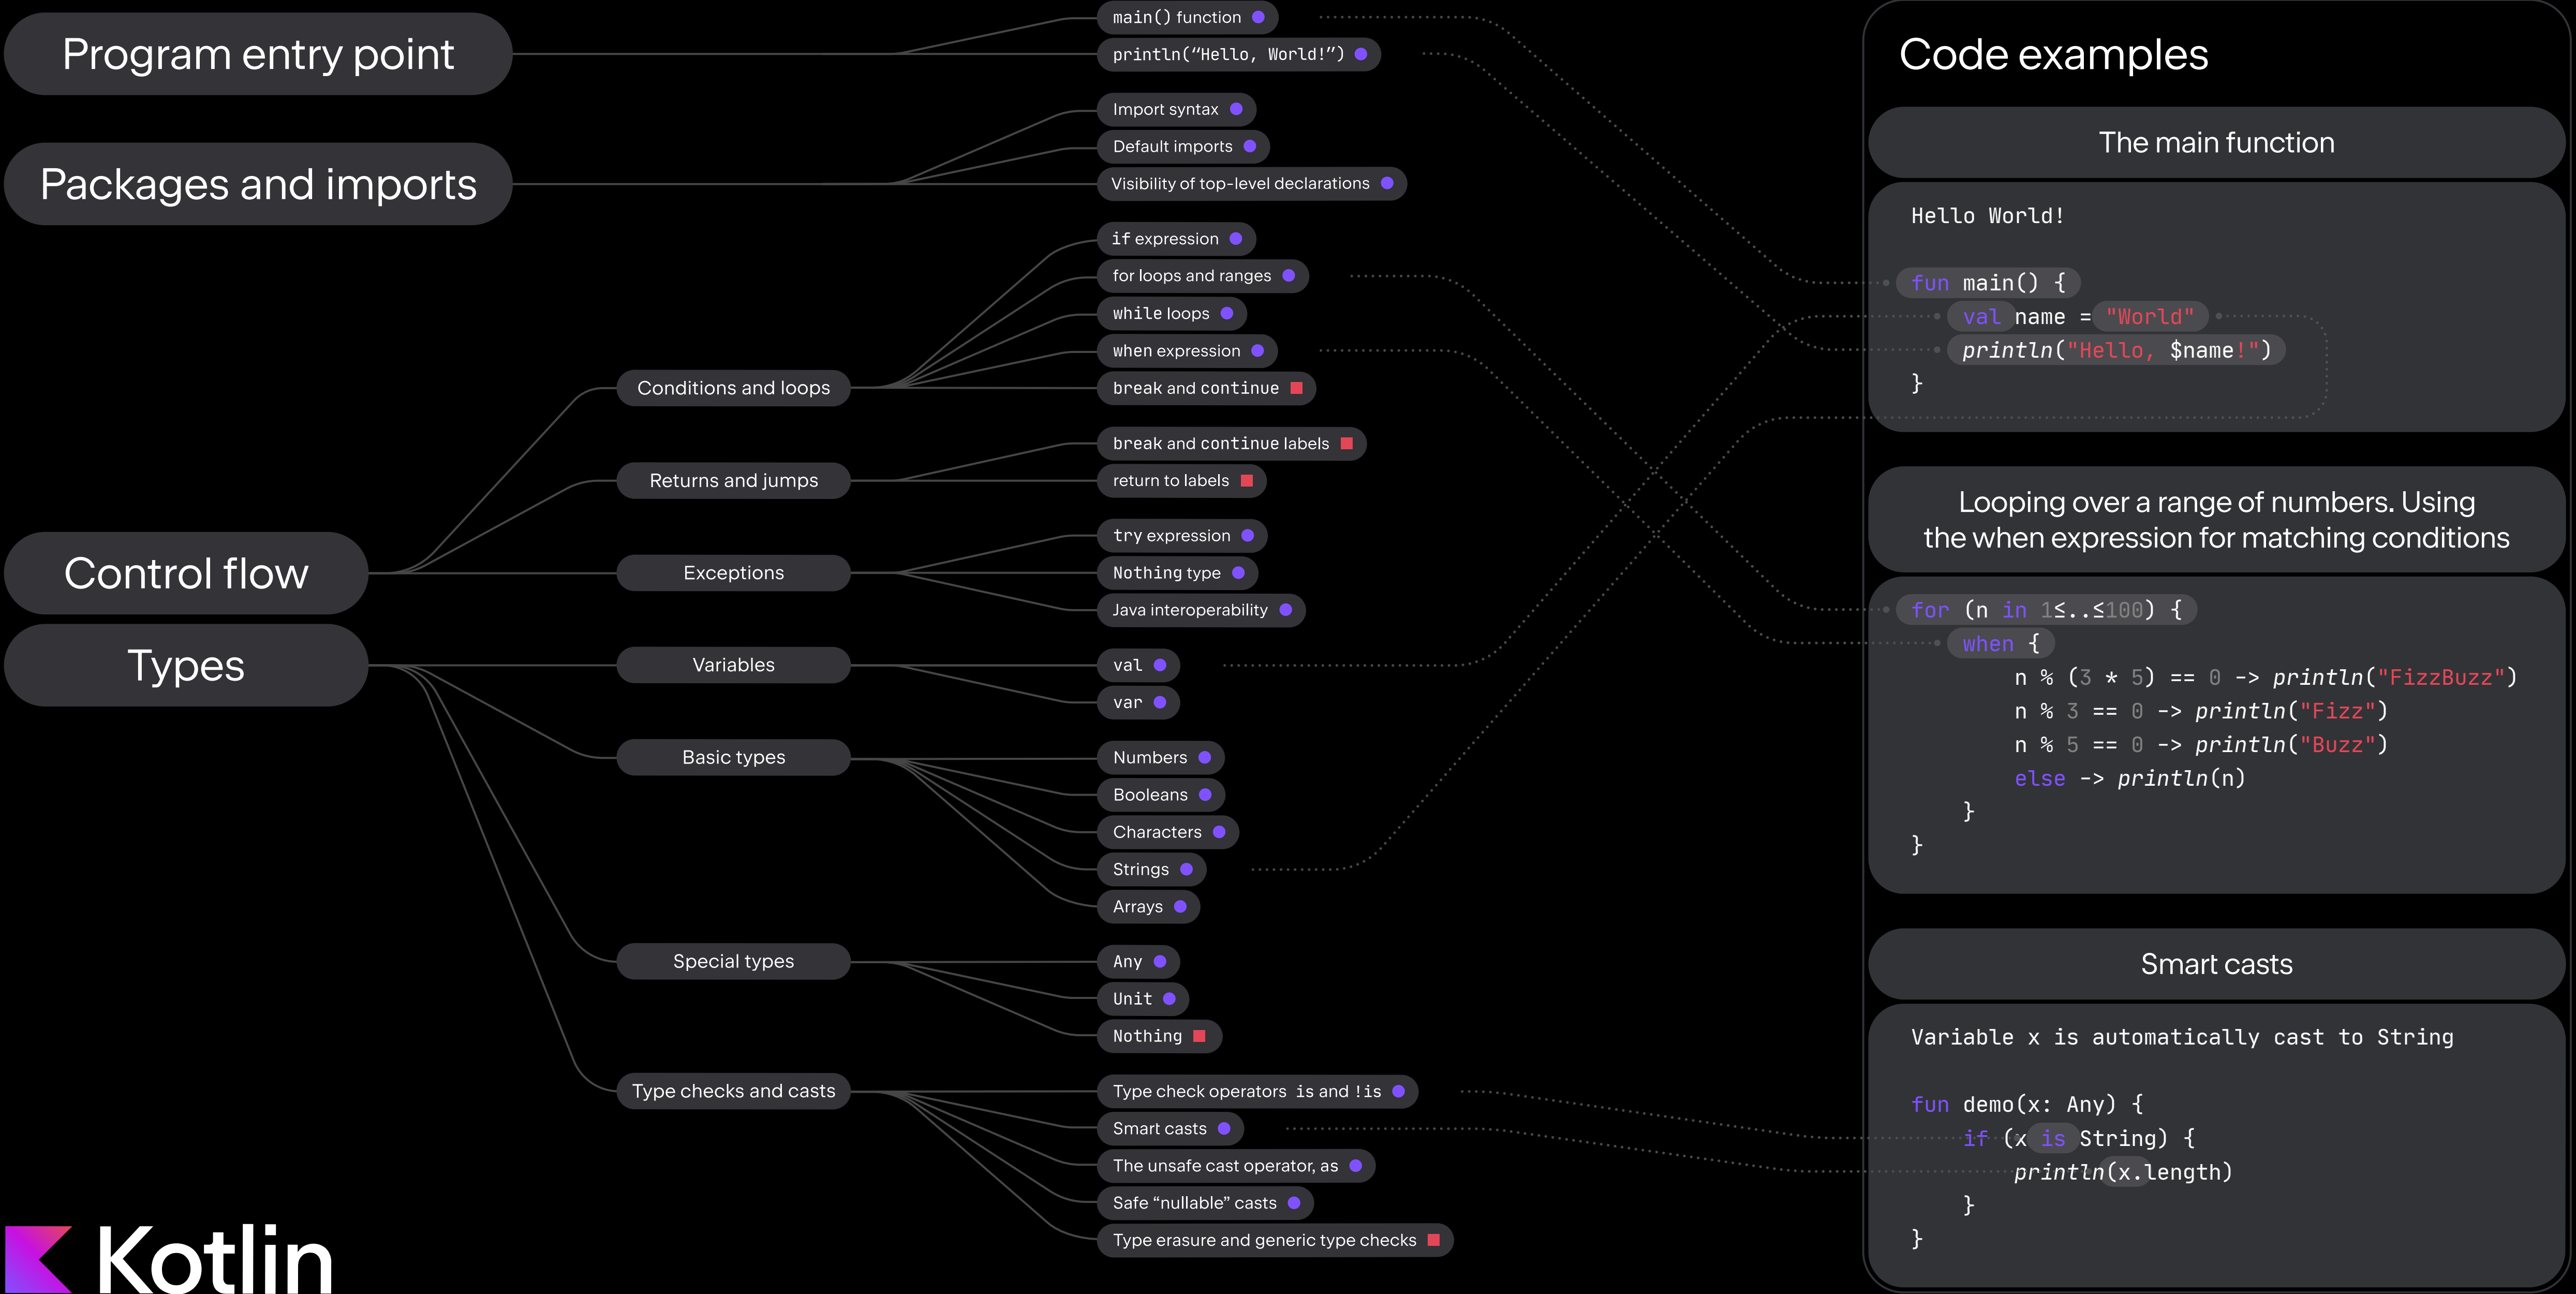 Program entry point
main() function
println(“Hello, World!”)
Packages and imports
Import syntax
Default imports
Visibility of top-level declarations
Control flow
Conditions and loops
if expression
for loops and ranges
while loops
when expression
break and continue
Returns and jumps
break and continue labels
return to labels
Exceptions
try expression
Nothing type
Java interoperability
Types
Variables
val
var
Basic types
Numbers
Booleans
Characters
Strings
Arrays
Special types
Any
Unit
Nothing
Type checks and casts
Type check operators is and !is
Smart casts
The unsafe cast operator, as
Safe “nullable” casts
Type erasure and generic type checks
Kotlin
Code examples
The main function
Hello World!
fun main() {
val name = "World"
println("Hello, $name!")
}
Looping over a range of numbers. Using
the when expression for matching conditions
for (n in 1≤..≤100) {
when {
n % (3 * 5) == 0 -> println("FizzBuzz")
n % 3 == 0 -> println("Fizz")
n % 5 == 0 -> println("Buzz")
else -> println(n)
}
}
Smart casts
Variable x is automatically cast to String
fun demo(x: Any) {
if (x is String) {
println(x.length)
}
}